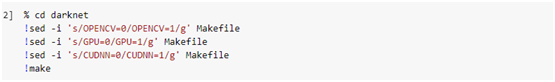 2] % cd darknet
!sed -i 's/OPENCV=0/OPENCV=1/g' Makefile
!sed -i 's/GPU=0/GPU=1/g' Makefile
!sed -i 's/CUDNN=0/CUDNN=1/g' Makefile
!make